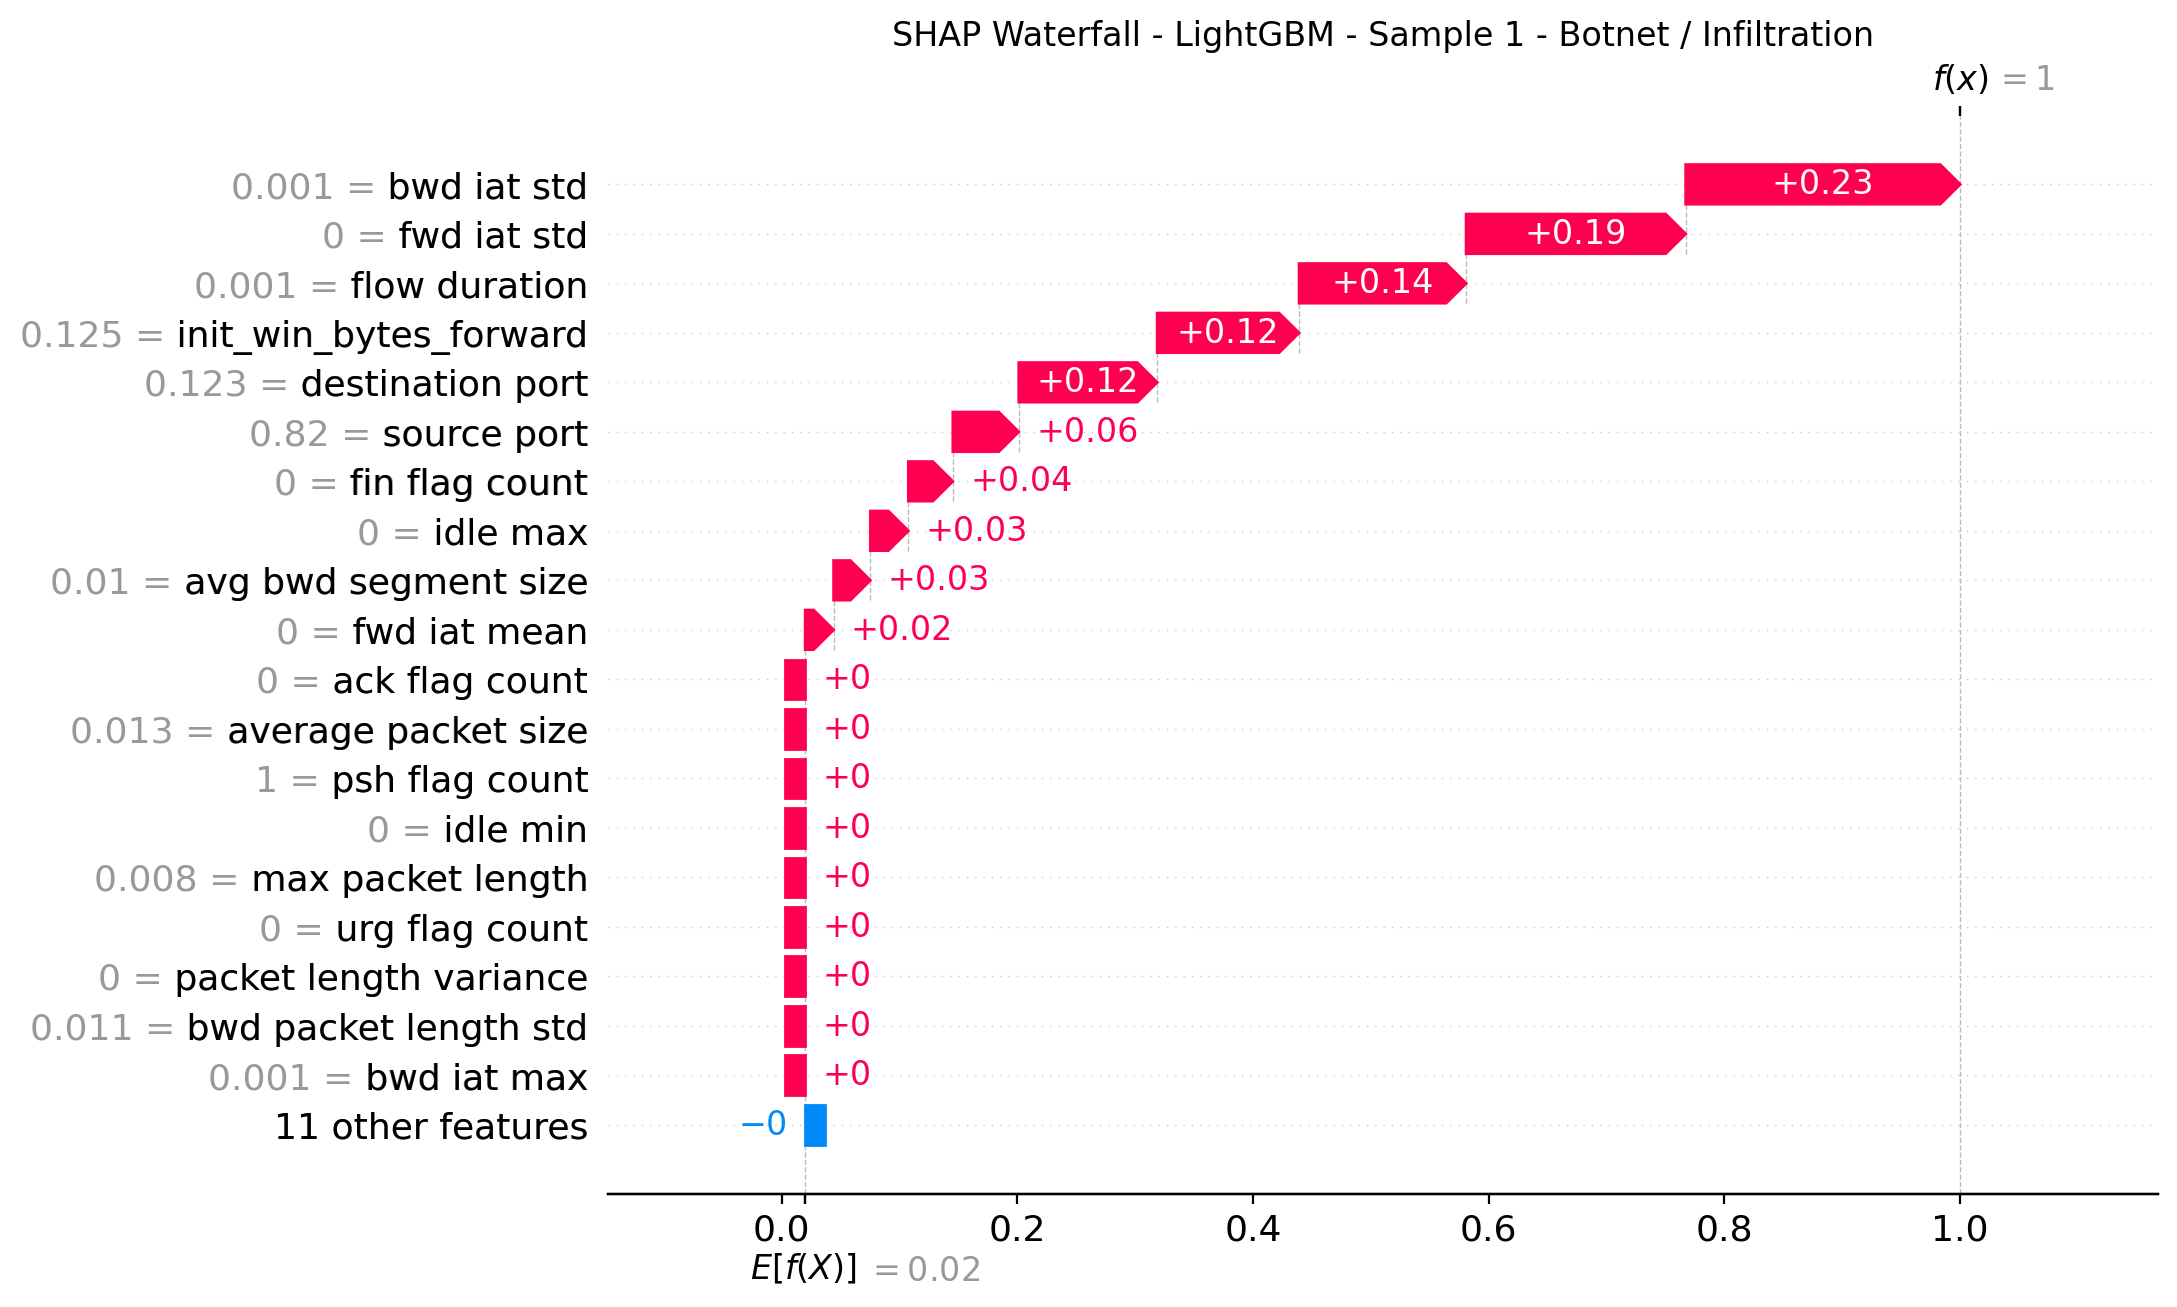 SHAP Waterfall - LightGBM - Sample 1 - Botnet / Infiltration
f(x) = 1
0.001 = bwd iat std +0.23
0 = fwd iat std +0.19
0.001 = flow duration +0.14
0.125 = init_win_bytes_forward +0.12
0.123 = destination port +0.12
0.82 = source port +0.06
0 = fin flag count +0.04
0 = idle max +0.03
0.01 = avg bwd segment size +0.03
0 = fwd iat mean +0.02
0 = ack flag count +0
0.013 = average packet size +0
1 = psh flag count +0
0 = idle min +0
0.008 = max packet length +0
0 = urg flag count +0
0 = packet length variance +0
0.011 = bwd packet length std +0
0.001 = bwd iat max +0
11 other features −0
0.0 0.2 0.4 0.6 0.8 1.0
E[f(X)] = 0.02